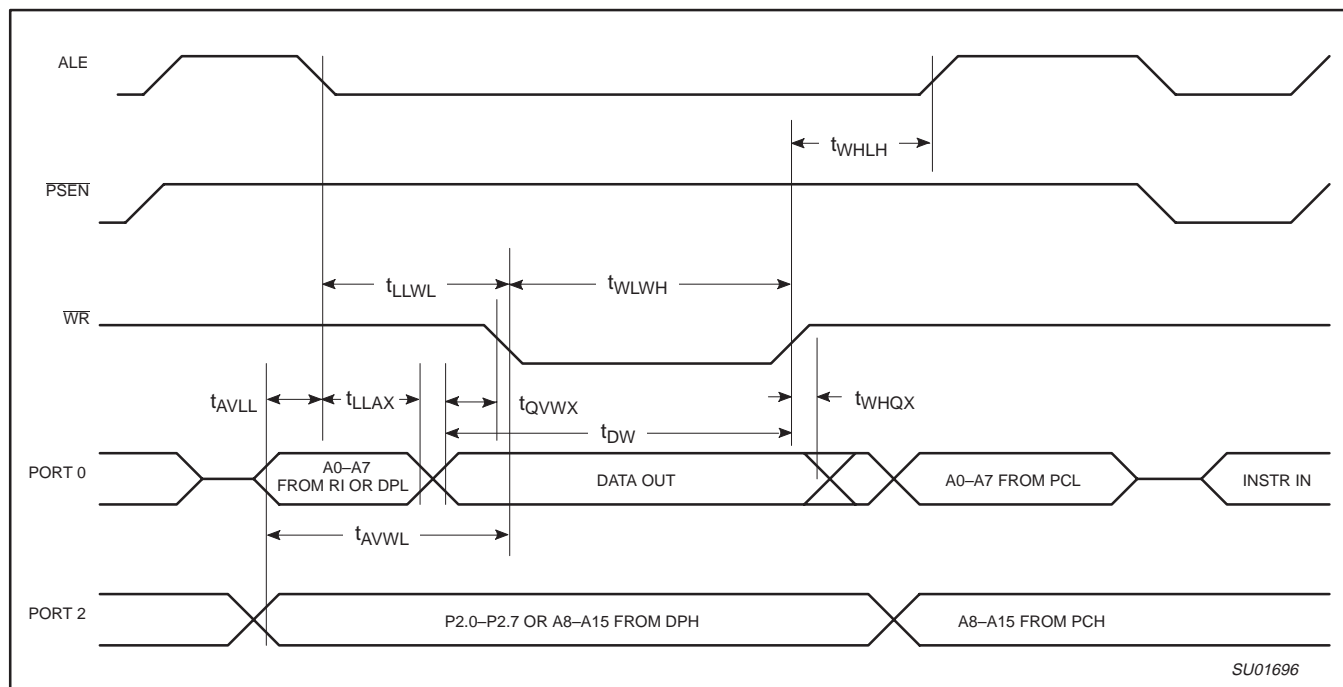 ALE
tWHLH
PSEN
tLLWL
tWLWH
WR
tAVLL
tLLAX
tQVWX
tWHQX
tDW
PORT 0
A0–A7
FROM RI OR DPL
DATA OUT
A0–A7 FROM PCL
INSTR IN
tAVWL
PORT 2
P2.0–P2.7 OR A8–A15 FROM DPH
A8–A15 FROM PCH
SU01696